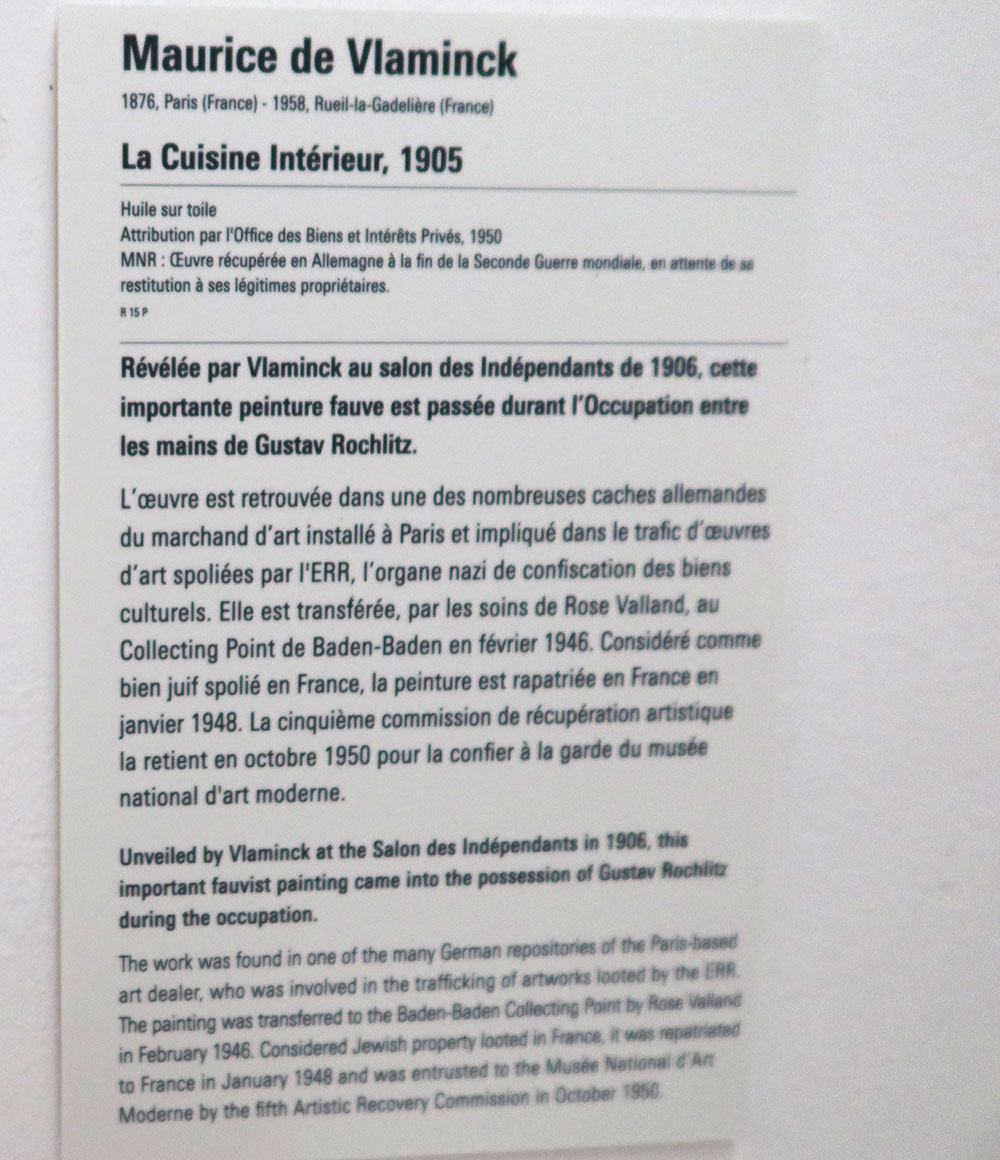 Maurice de Vlaminck
1876, Paris (France) - 1958, Rueil-la-Gadelière (France)
La Cuisine Intérieur, 1905
Huile sur toile
Attribution par l'Office des Biens et Intérêts Privés, 1950
MNR : Œuvre récupérée en Allemagne à la fin de la Seconde Guerre mondiale, en attente de sa
restitution à ses légitimes propriétaires.
R 15 P
Révélée par Vlaminck au salon des Indépendants de 1906, cette
importante peinture fauve est passée durant l'Occupation entre
les mains de Gustav Rochlitz.
L'œuvre est retrouvée dans une des nombreuses caches allemandes
du marchand d'art installé à Paris et impliqué dans le trafic d'œuvres
d'art spoliées par l'ERR, l'organe nazi de confiscation des biens
culturels. Elle est transférée, par les soins de Rose Valland, au
Collecting Point de Baden-Baden en février 1946. Considéré comme
bien juif spolié en France, la peinture est rapatriée en France en
janvier 1948. La cinquième commission de récupération artistique
la retient en octobre 1950 pour la confier à la garde du musée
national d'art moderne.
Unveiled by Vlaminck at the Salon des Indépendants in 1906, this
important fauvist painting came into the possession of Gustav Rochlitz
during the occupation.
The work was found in one of the many German repositories of the Paris-based
art dealer, who was involved in the trafficking of artworks looted by the ERR.
The painting was transferred to the Baden-Baden Collecting Point by Rose Valland
in February 1946. Considered Jewish property looted in France, it was repatriated
to France in January 1948 and was entrusted to the Musée National d'Art
Moderne by the fifth Artistic Recovery Commission in October 1950.